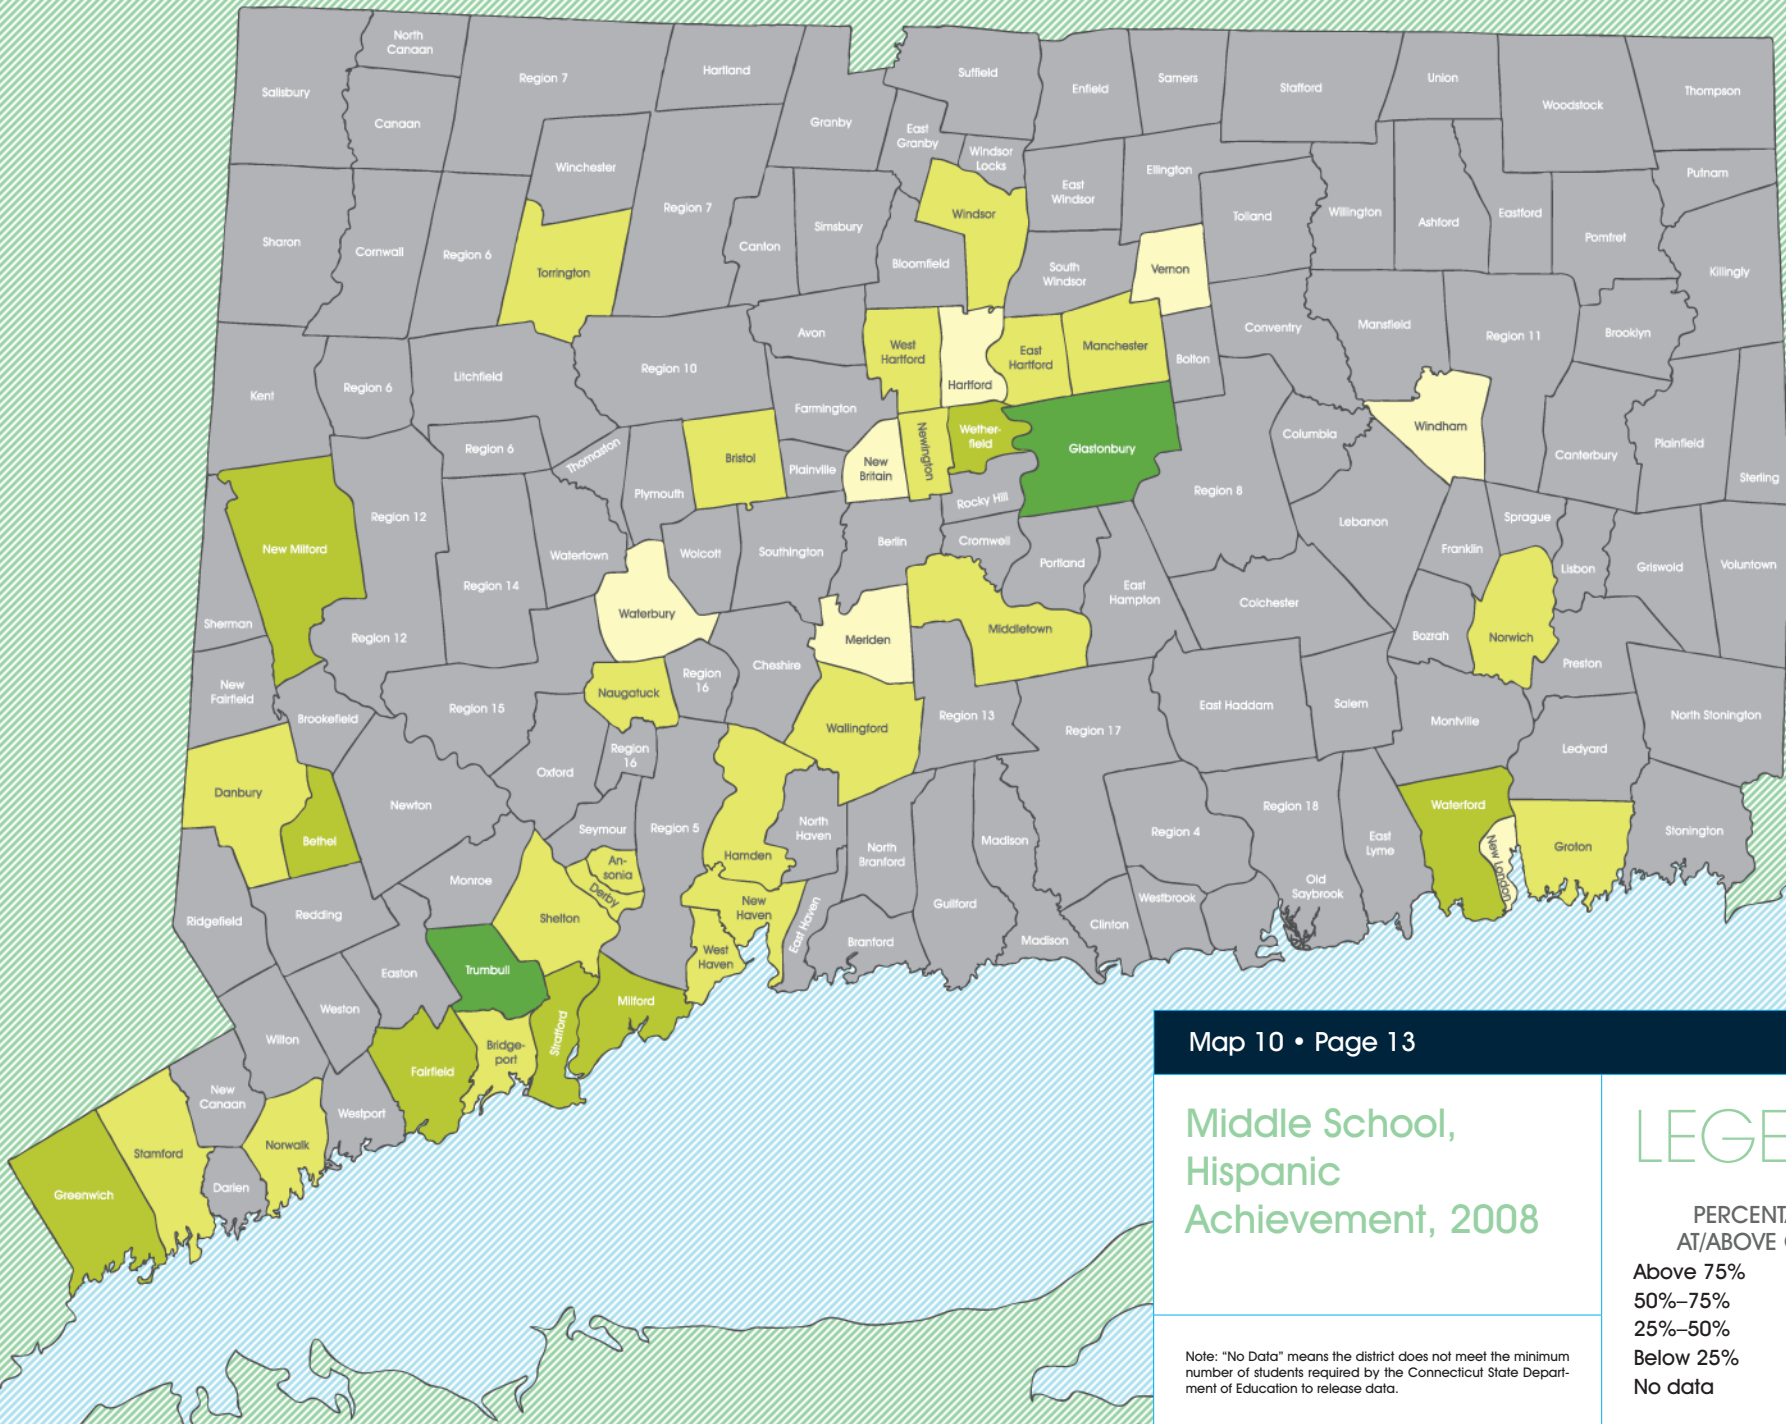 North
Canaan
Salisbury
Canaan
Region 7
Hartland
Granby
Suffield
East
Granby
Windsor
Locks
Enfield
Samers
Stafford
Union
Woodstock
Thompson
Putnam
Winchester
Region 7
Sharon
Cornwall
Region 6
Torrington
Canton
Simsbury
Bloomfield
Windsor
East
Windsor
Ellington
Tolland
Willington
Ashford
Eastford
Pomfret
Killingly
South
Windsor
Vernon
Kent
Region 6
Litchfield
Region 10
Avon
Farmington
West
Hartford
Hartford
East
Hartford
Manchester
Bolton
Conventry
Mansfield
Region 11
Brooklyn
Region 6
Thomaston
Plymouth
Bristol
Plainville
New
Britain
Newington
Wether-
field
Glastonbury
Rocky Hill
Columbia
Windham
Canterbury
Plainfield
Sterling
Region 8
Lebanon
New Milford
Region 12
Region 14
Watertown
Wolcott
Southington
Berlin
Cromwell
Portland
East
Hampton
Colchester
Franklin
Sprague
Lisbon
Griswold
Voluntown
Sherman
Region 12
Waterbury
Meriden
Middletown
Bozrah
Norwich
Preston
New
Fairfield
Brookefield
Region 15
Naugatuck
Region
16
Cheshire
Wallingford
Region 13
Region 17
East Haddam
Salem
Montville
Ledyard
North Stonington
Danbury
Bethel
Newton
Oxford
Region
16
Seymour
Region 5
Hamden
North
Haven
North
Branford
Madison
Region 4
Region 18
East
Lyme
Waterford
New London
Groton
Stonington
Ridgefield
Redding
Monroe
Shelton
An-
sonia
Derby
New
Haven
West
Haven
East Haven
Branford
Guilford
Madison
Clinton
Westbrook
Old
Saybrook
Easton
Trumbull
Weston
Wilton
Milford
Stratford
Bridge-
port
Fairfield
New
Canaan
Westport
Norwalk
Stamford
Darien
Greenwich
Map 10 • Page 13
Middle School,
Hispanic
Achievement, 2008
Note: “No Data” means the district does not meet the minimum
number of students required by the Connecticut State Depart-
ment of Education to release data.
LEGE
PERCENTA
AT/ABOVE
Above 75%
50%–75%
25%–50%
Below 25%
No data